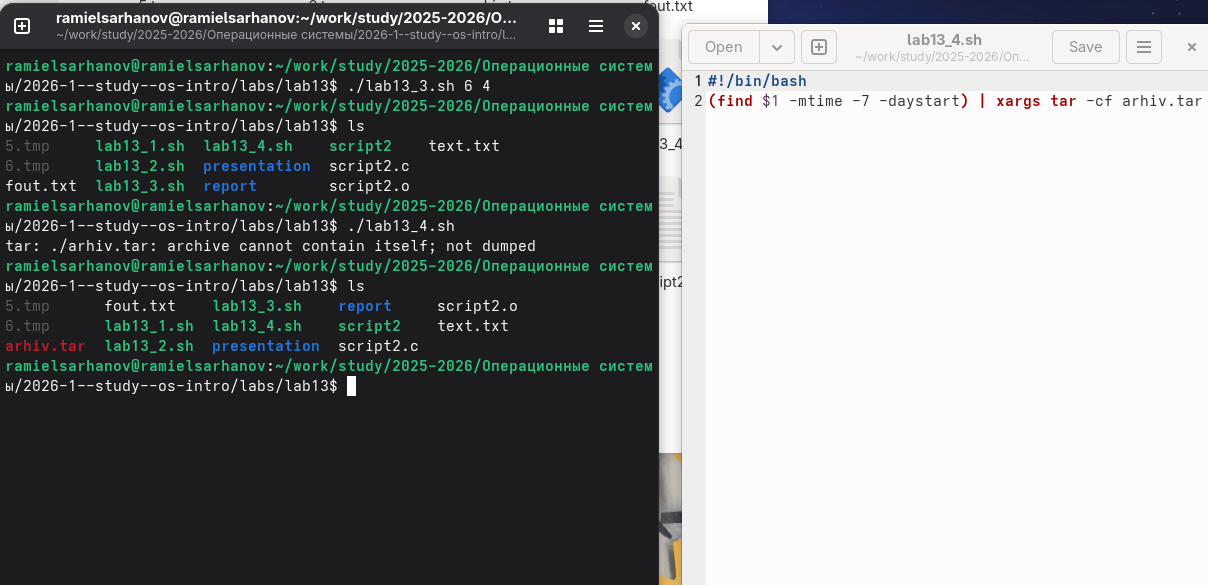 fout.txt
ramielsarhanov@ramielsarhanov:~/work/study/2025-2026/О...
~/work/study/2025-2026/Операционные системы/2026-1--study--os-intro/l...
ramielsarhanov@ramielsarhanov:~/work/study/2025-2026/Операционные систем
ы/2026-1--study--os-intro/labs/lab13$ ./lab13_3.sh 6 4
ramielsarhanov@ramielsarhanov:~/work/study/2025-2026/Операционные систем
ы/2026-1--study--os-intro/labs/lab13$ ls
5.tmp lab13_1.sh lab13_4.sh script2 text.txt
6.tmp lab13_2.sh presentation script2.c
fout.txt lab13_3.sh report script2.o
ramielsarhanov@ramielsarhanov:~/work/study/2025-2026/Операционные систем
ы/2026-1--study--os-intro/labs/lab13$ ./lab13_4.sh
tar: ./arhiv.tar: archive cannot contain itself; not dumped
ramielsarhanov@ramielsarhanov:~/work/study/2025-2026/Операционные систем
ы/2026-1--study--os-intro/labs/lab13$ ls
5.tmp fout.txt lab13_3.sh report script2.o
6.tmp lab13_1.sh lab13_4.sh script2 text.txt
arhiv.tar lab13_2.sh presentation script2.c
ramielsarhanov@ramielsarhanov:~/work/study/2025-2026/Операционные систем
ы/2026-1--study--os-intro/labs/lab13$
3_4
ipt2
Open
lab13_4.sh
~/work/study/2025-2026/Оп...
Save
1 #!/bin/bash
2 (find $1 -mtime -7 -daystart) | xargs tar -cf arhiv.tar